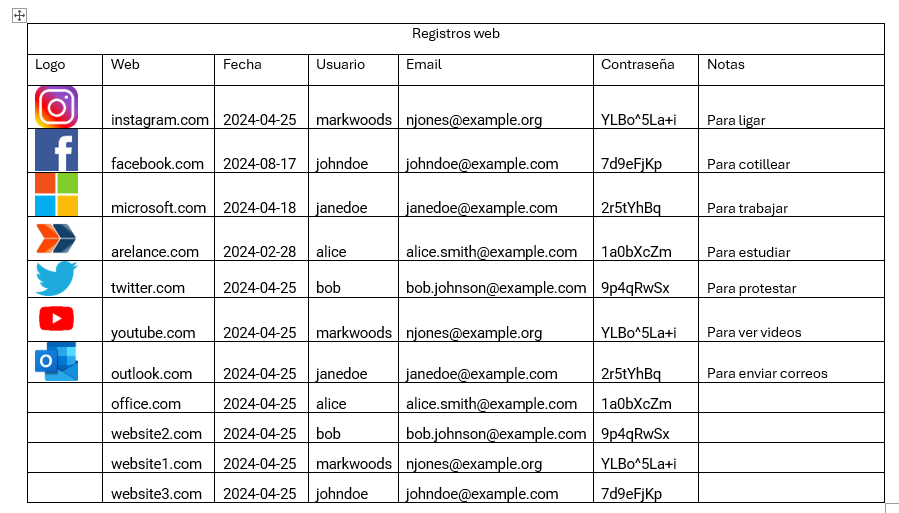 Registros web
Logo Web Fecha Usuario Email Contraseña Notas
instagram.com 2024-04-25 markwoods njones@example.org YLBo^5La+i Para ligar
f facebook.com 2024-08-17 johndoe johndoe@example.com 7d9eFjKp Para cotillear
microsoft.com 2024-04-18 janedoe janedoe@example.com 2r5tYhBq Para trabajar
arelance.com 2024-02-28 alice alice.smith@example.com 1a0bXcZm Para estudiar
twitter.com 2024-04-25 bob bob.johnson@example.com 9p4qRwSx Para protestar
youtube.com 2024-04-25 markwoods njones@example.org YLBo^5La+i Para ver videos
O outlook.com 2024-04-25 janedoe janedoe@example.com 2r5tYhBq Para enviar correos
office.com 2024-04-25 alice alice.smith@example.com 1a0bXcZm
website2.com 2024-04-25 bob bob.johnson@example.com 9p4qRwSx
website1.com 2024-04-25 markwoods njones@example.org YLBo^5La+i
website3.com 2024-04-25 johndoe johndoe@example.com 7d9eFjKp